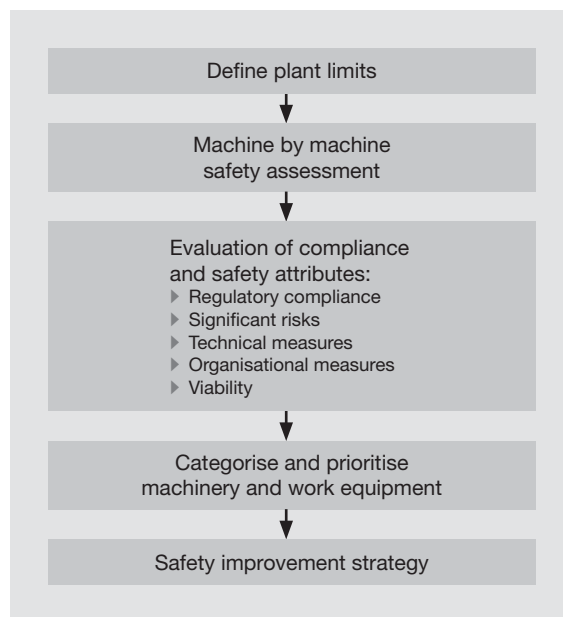 Define plant limits
Machine by machine
safety assessment
Evaluation of compliance
and safety attributes:
Regulatory compliance
Significant risks
Technical measures
Organisational measures
Viability
Categorise and prioritise
machinery and work equipment
Safety improvement strategy